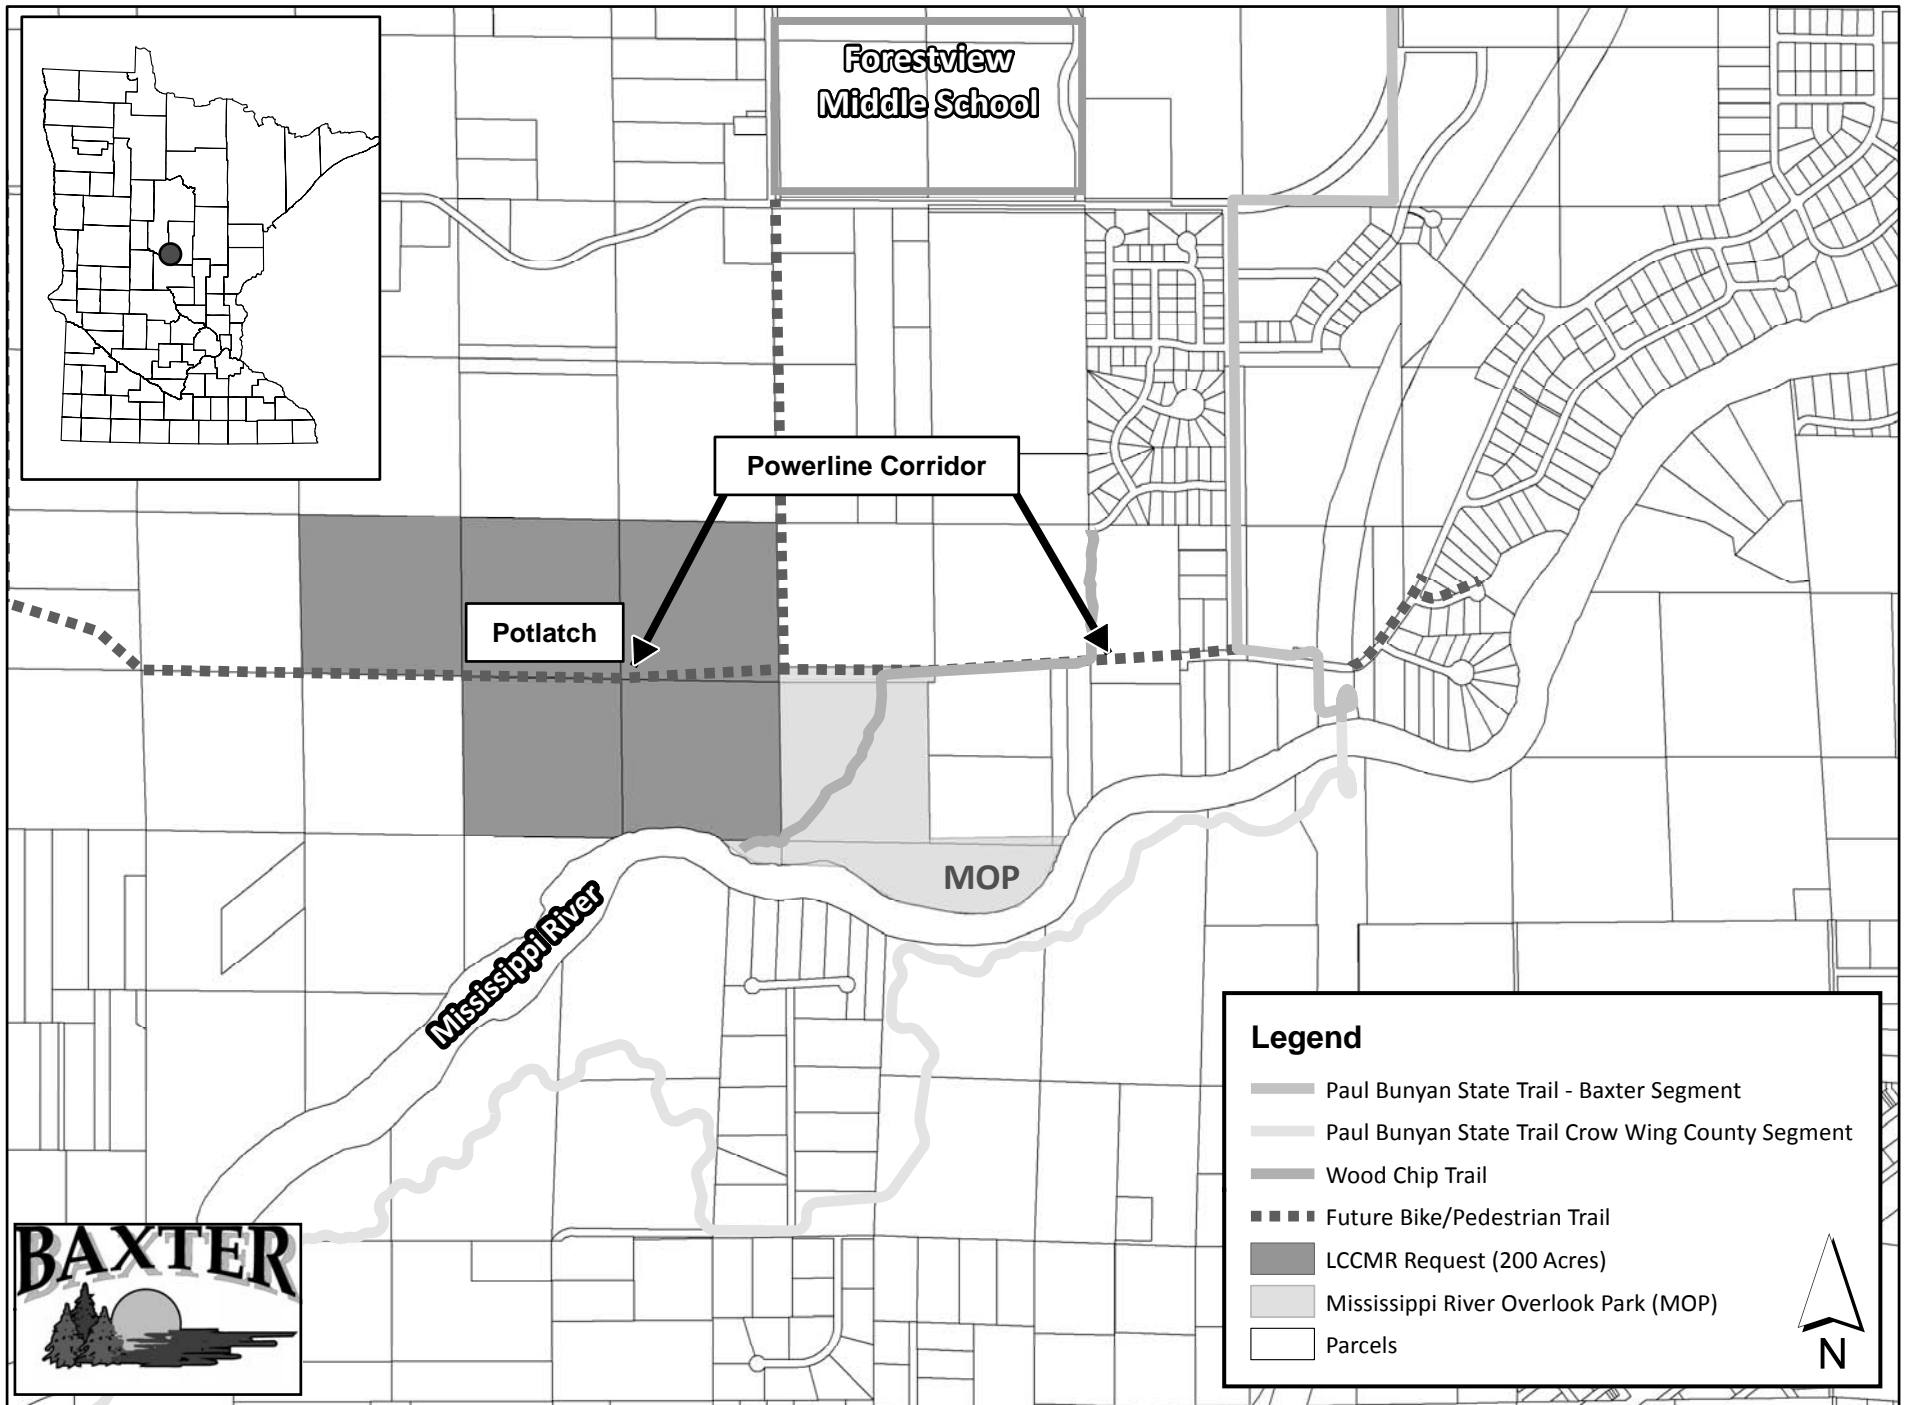 Forestview
Middle School
Powerline Corridor
Potlatch
MOP
Mississippi River
Legend
Paul Bunyan State Trail - Baxter Segment
Paul Bunyan State Trail Crow Wing County Segment
Wood Chip Trail
Future Bike/Pedestrian Trail
LCCMR Request (200 Acres)
Mississippi River Overlook Park (MOP)
Parcels
N
BAXTER